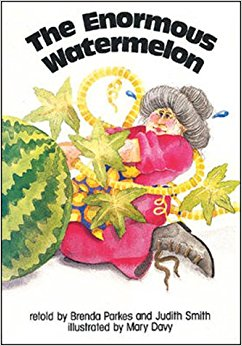 The Enormous
Watermelon
retold by Brenda Parkes and Judith Smith
illustrated by Mary Davy